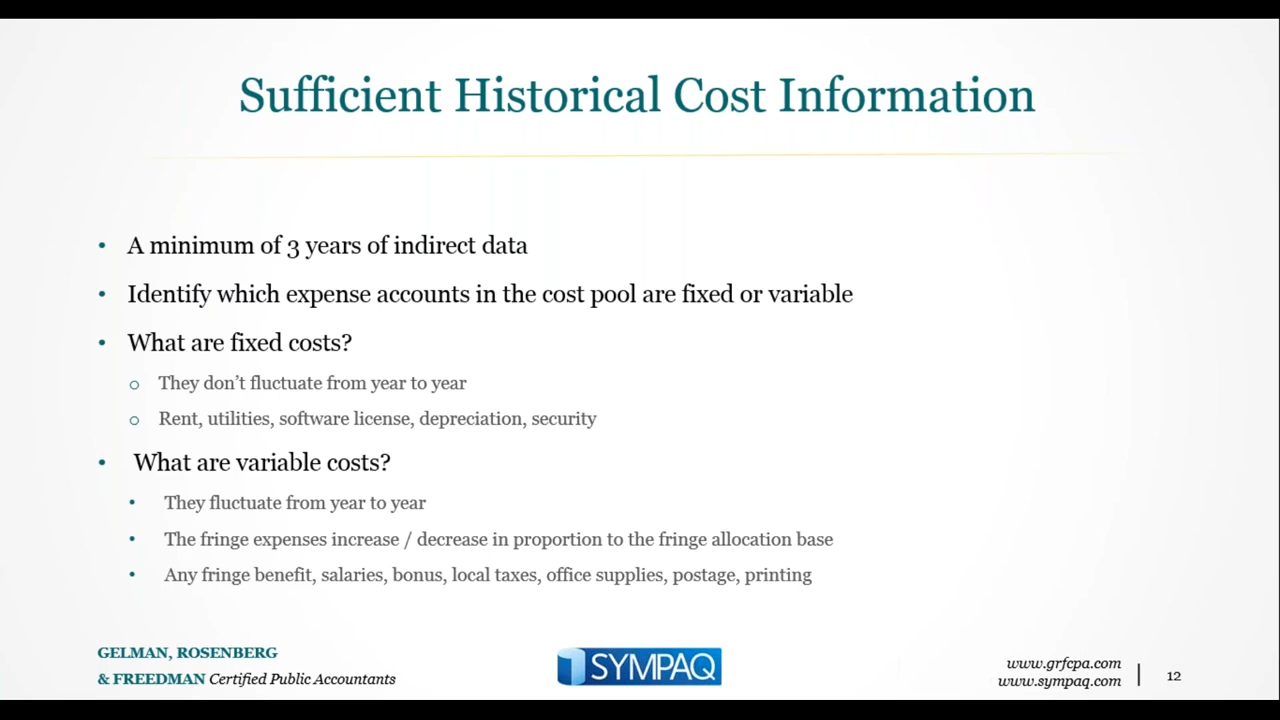 Sufficient Historical Cost Information
• A minimum of 3 years of indirect data
• Identify which expense accounts in the cost pool are fixed or variable
• What are fixed costs?
o They don’t fluctuate from year to year
o Rent, utilities, software license, depreciation, security
• What are variable costs?
• They fluctuate from year to year
• The fringe expenses increase / decrease in proportion to the fringe allocation base
• Any fringe benefit, salaries, bonus, local taxes, office supplies, postage, printing
GELMAN, ROSENBERG
& FREEDMAN Certified Public Accountants
SYMPAQ
www.grfcpa.com
www.sympaq.com
12